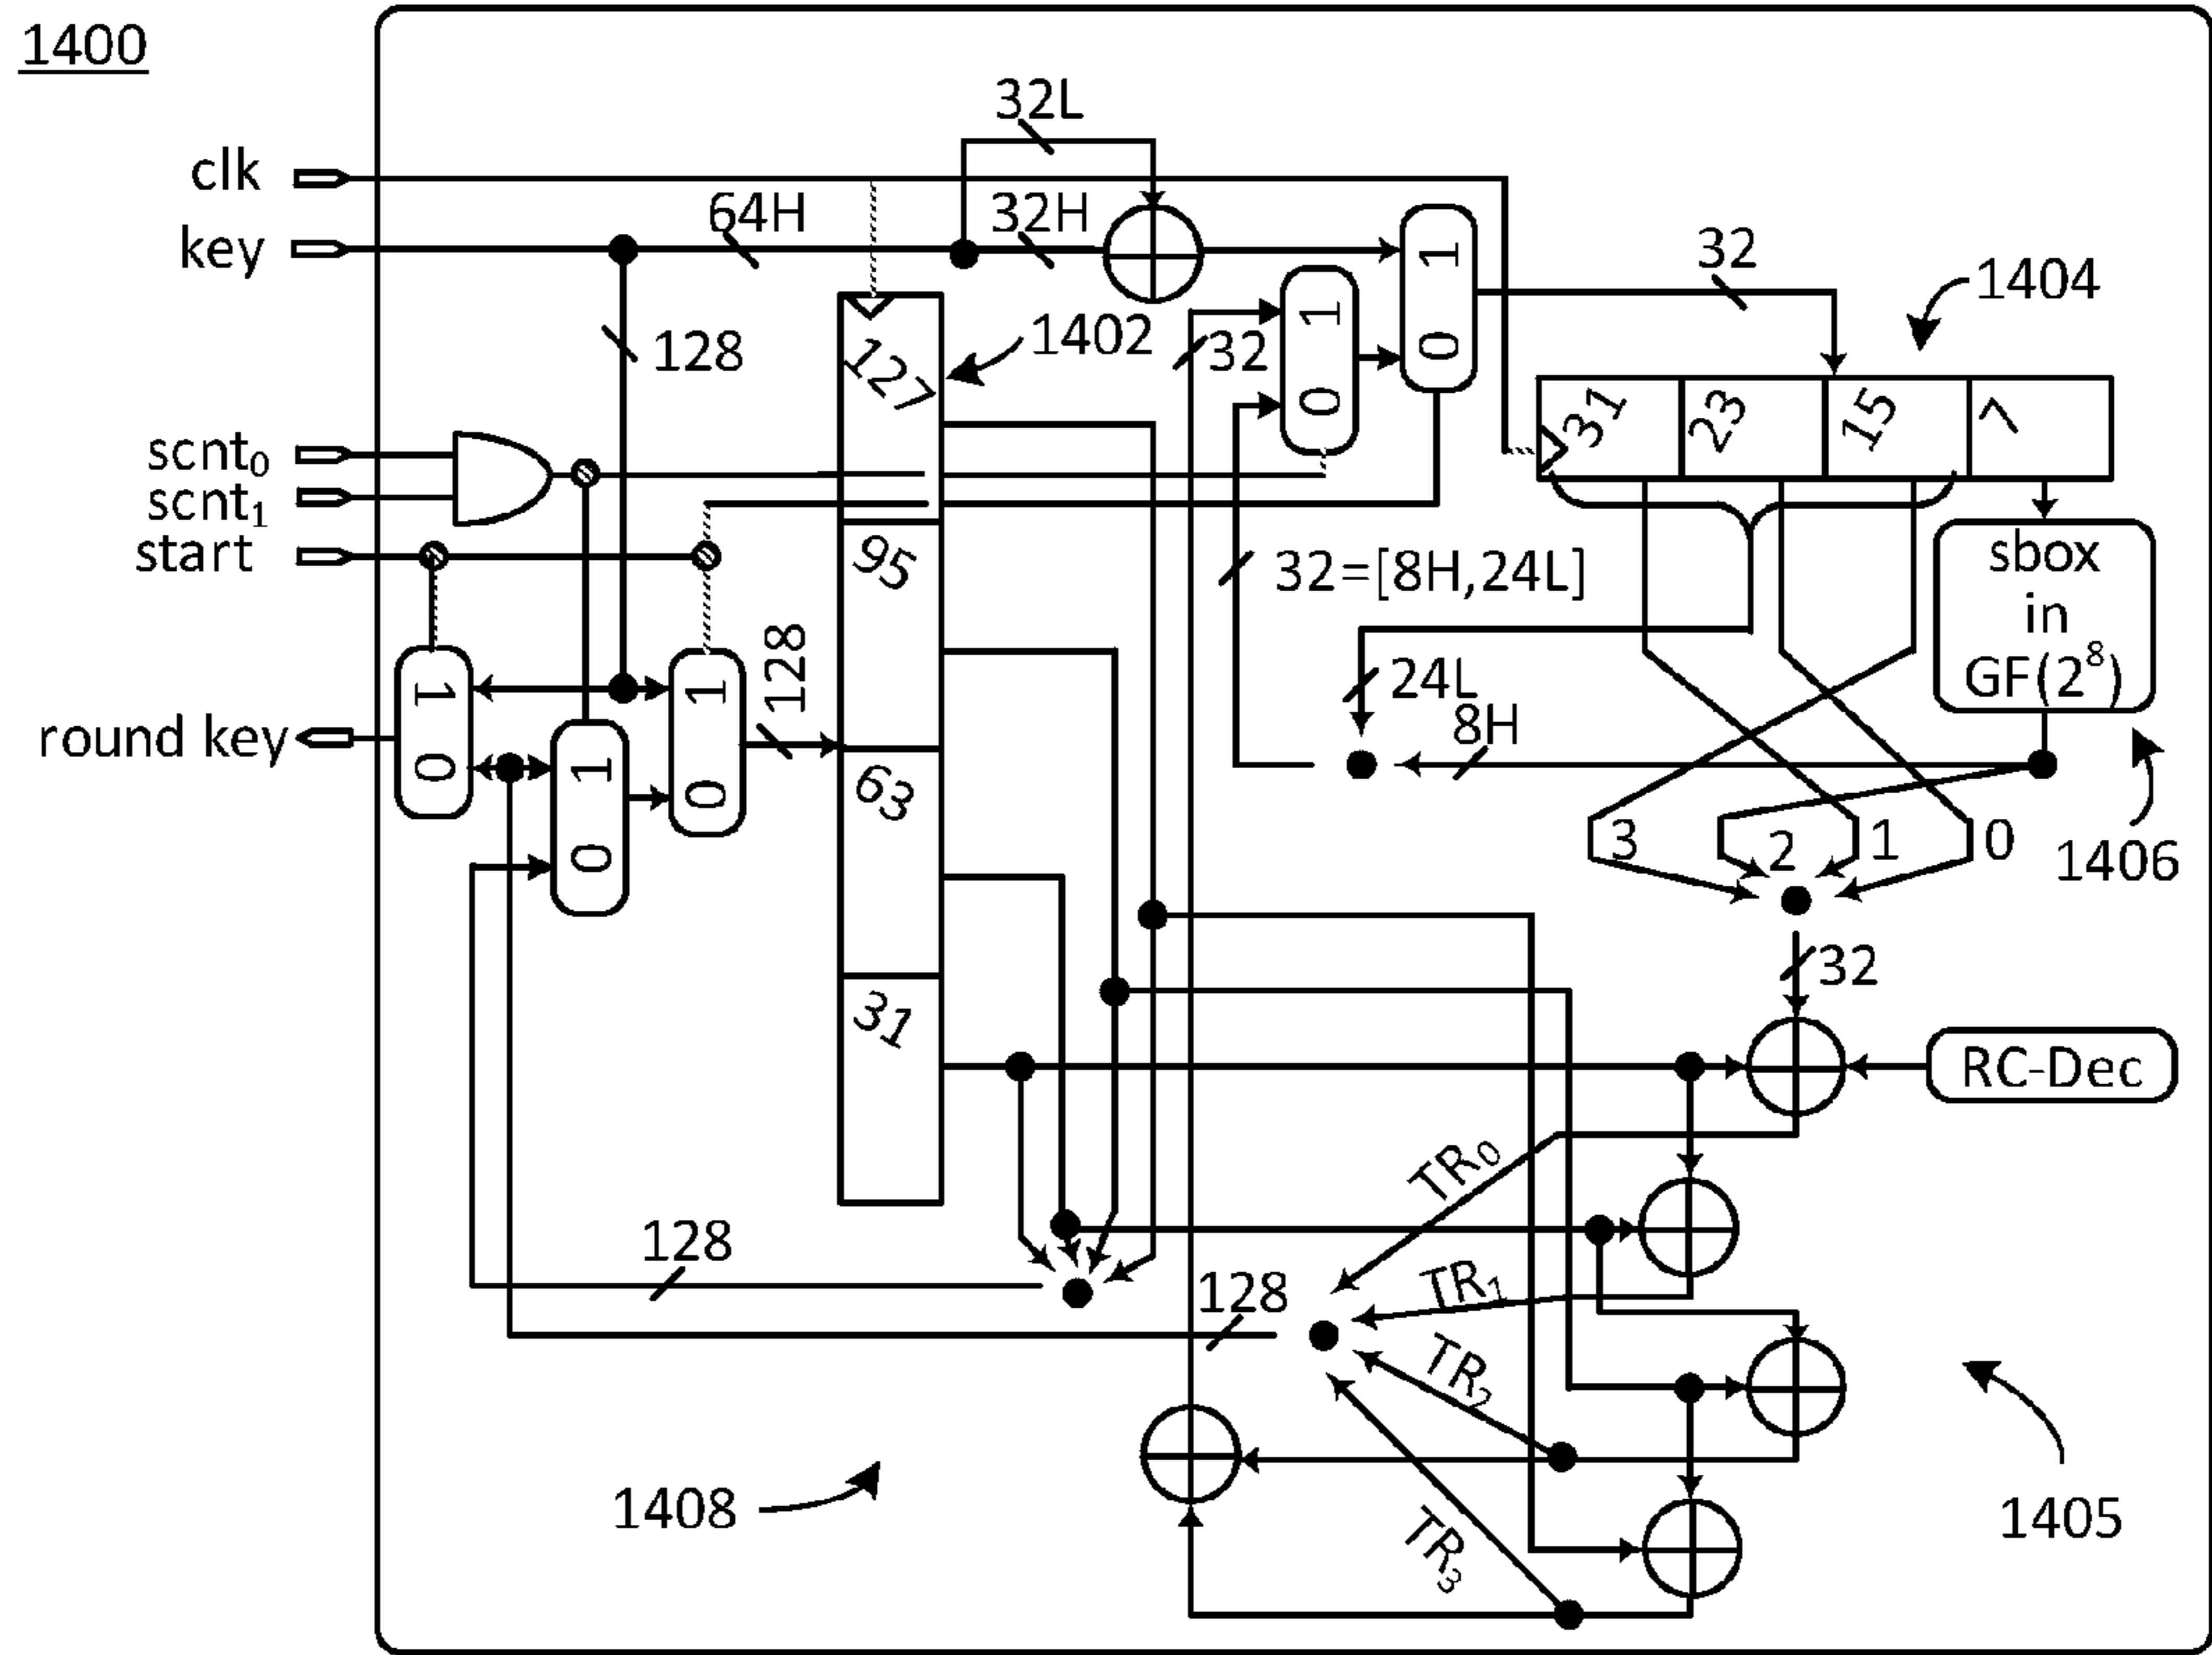 1400
32L
clk
64H
32H
key
32
1404
128
1402
32
1
0
1
0
127
31
23
15
7
scnt₀
scnt₁
start
95
32=[8H,24L]
sbox
in
GF(2⁸)
128
24L
8H
round key
1
0
1
0
1
0
63
3
2
1
0
1406
32
31
RC-Dec
TR₀
128
TR₁
128
TR₂
1408
TR₃
1405